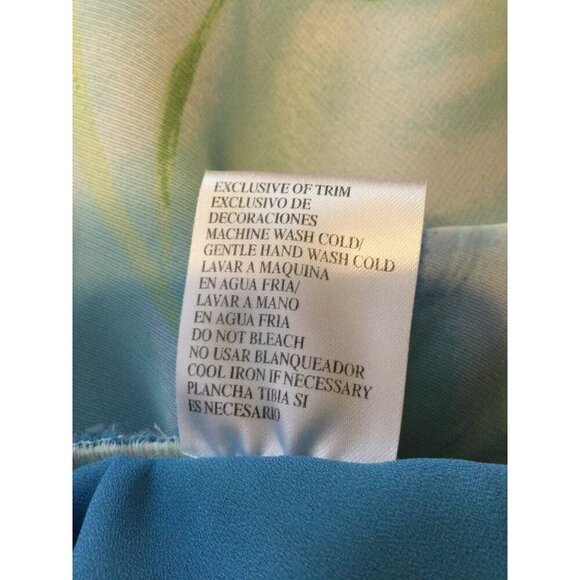 EXCLUSIVE OF TRIM
EXCLUSIVO DE
DECORACIONES
MACHINE WASH COLD/
GENTLE HAND WASH COLD
LAVAR A MAQUINA
EN AGUA FRIA/
LAVAR A MANO
EN AGUA FRIA
DO NOT BLEACH
NO USAR BLANQUEADOR
COOL IRON IF NECESSARY
PLANCHA TIBIA SI
ES NECESARIO